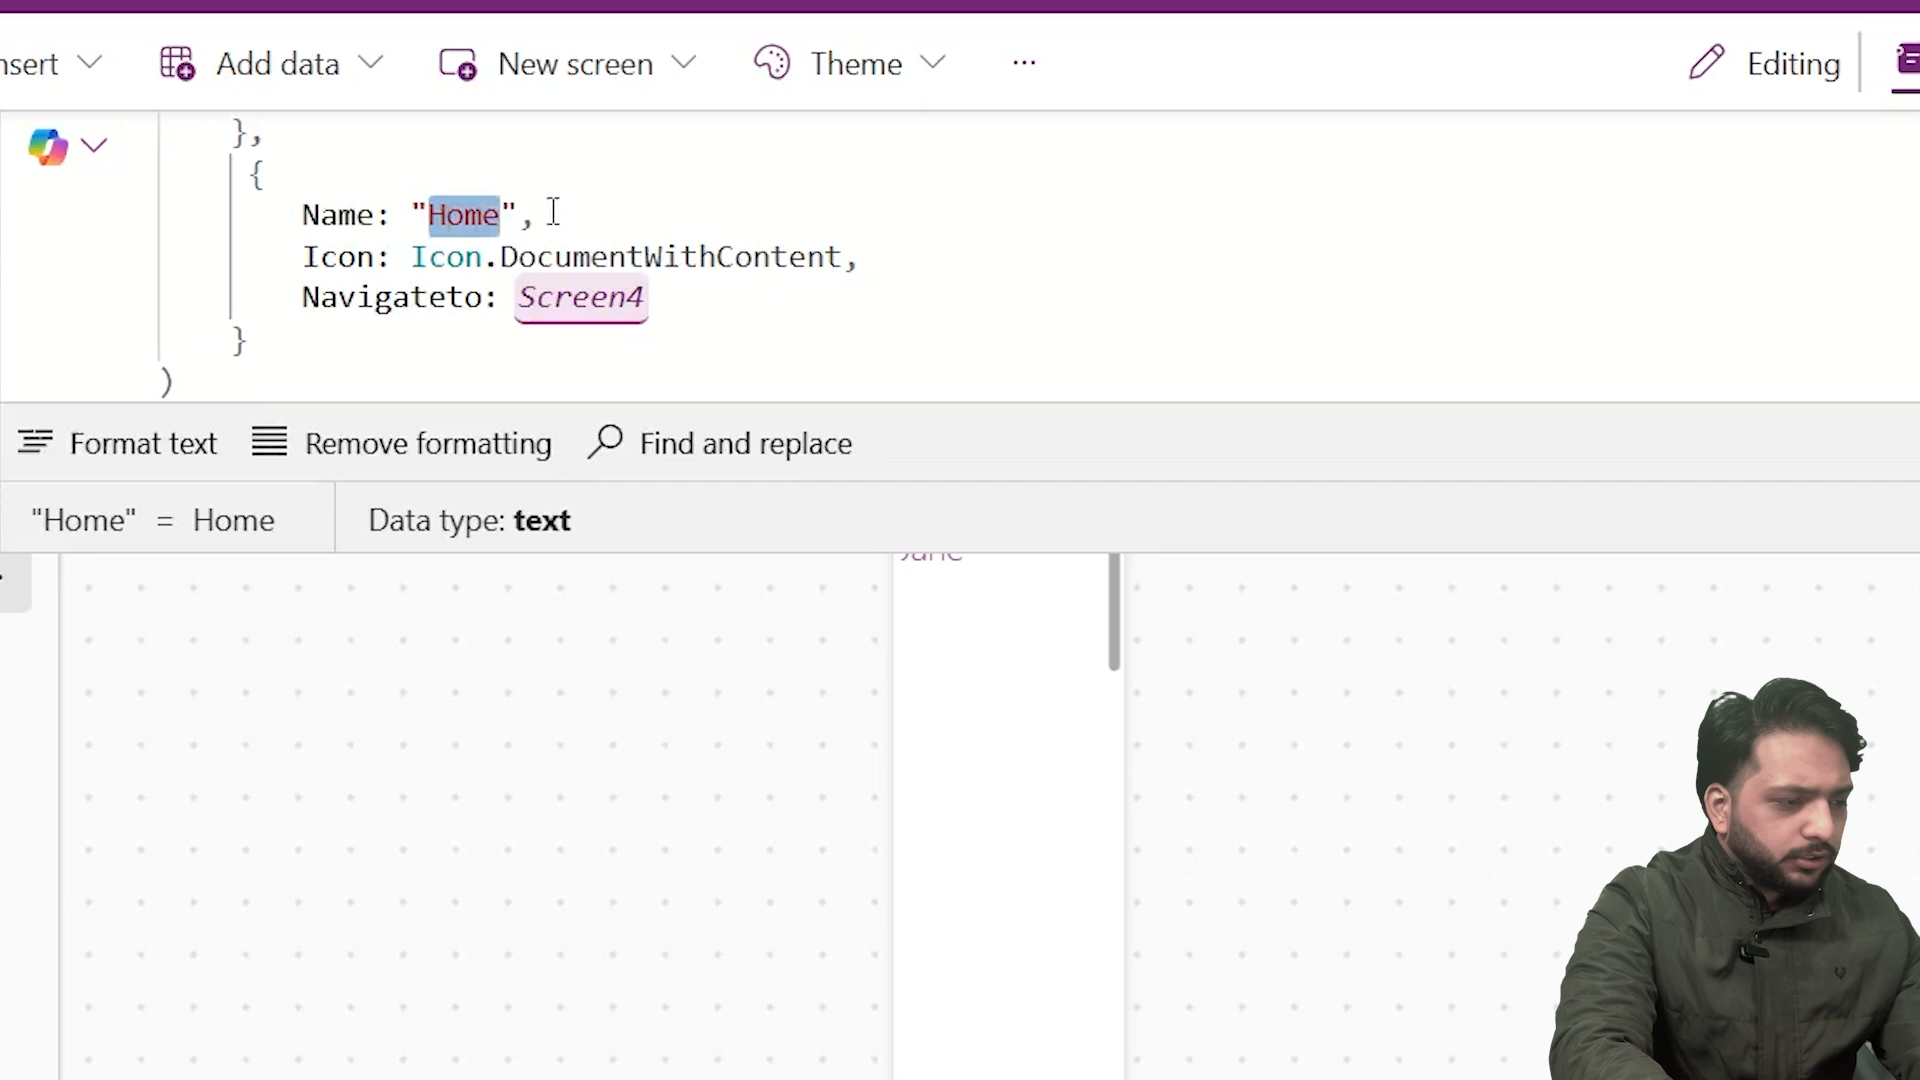 nsert Add data New screen Theme ... Editing
},
{
Name: "Home",
Icon: Icon.DocumentWithContent,
Navigateto: Screen4
}
)
Format text Remove formatting Find and replace
"Home" = Home Data type: text